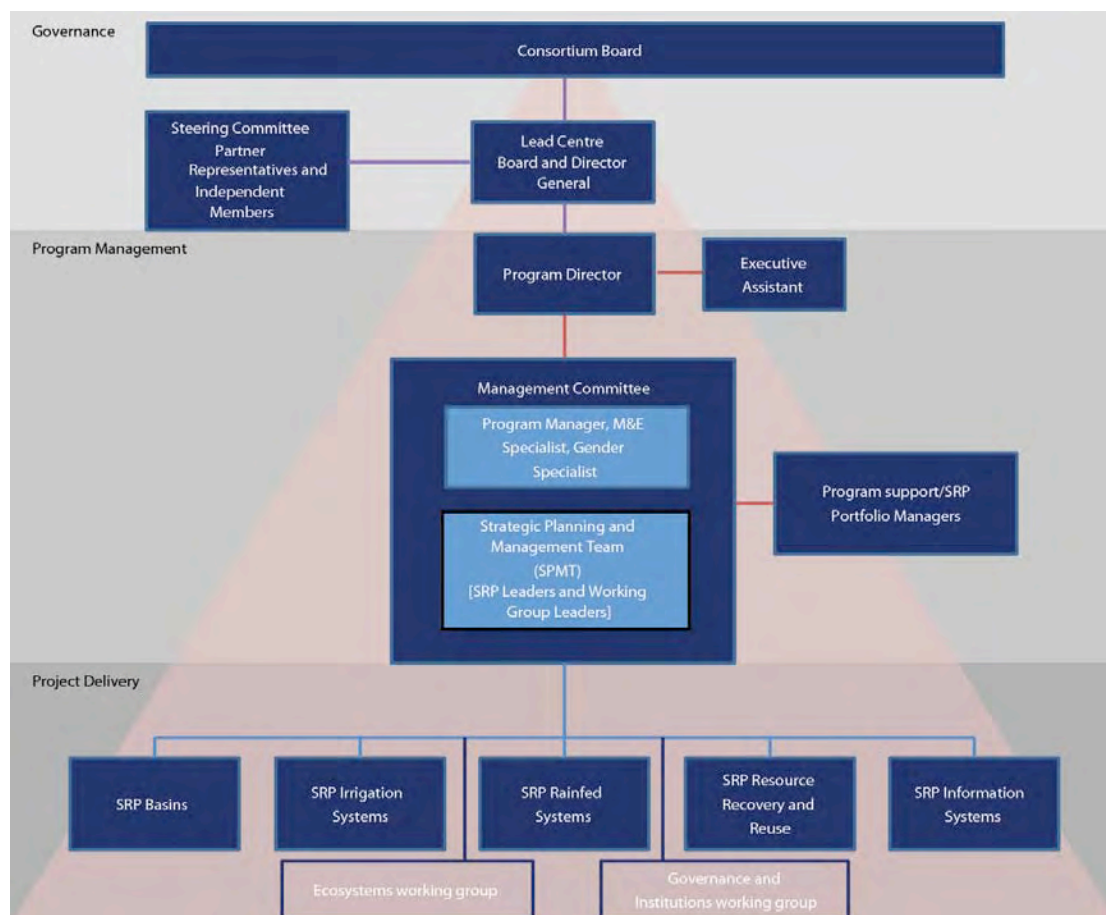 Governance
Consortium Board
Steering Committee
Partner
Representatives and
Independent
Members
Lead Centre
Board and Director
General
Program Management
Program Director
Executive
Assistant
Management Committee
Program Manager, M&E
Specialist, Gender
Specialist
Strategic Planning and
Management Team
(SPMT)
[SRP Leaders and Working
Group Leaders]
Program support/SRP
Portfolio Managers
Project Delivery
SRP Basins
SRP Irrigation
Systems
SRP Rainfed
Systems
SRP Resource
Recovery and
Reuse
SRP Information
Systems
Ecosystems working group
Governance and
Institutions working group